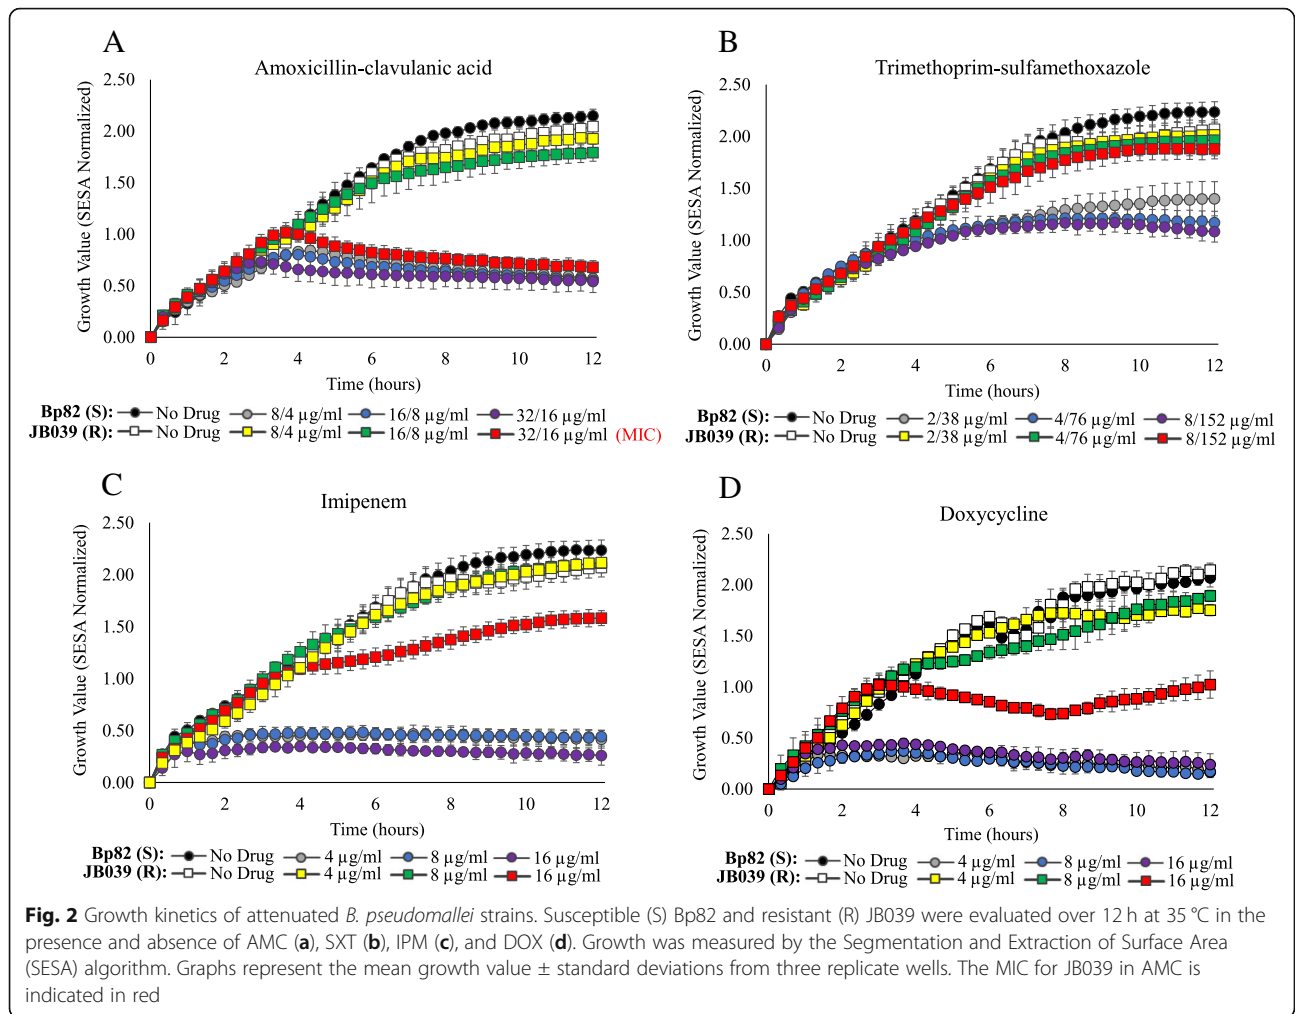 A
Amoxicillin-clavulanic acid
Growth Value (SESA Normalized)
2.50
2.00
1.50
1.00
0.50
0.00
0 2 4 6 8 10 12
Time (hours)
Bp82 (S): No Drug 8/4 µg/ml 16/8 µg/ml 32/16 µg/ml
JB039 (R): No Drug 8/4 µg/ml 16/8 µg/ml 32/16 µg/ml (MIC)
B
Trimethoprim-sulfamethoxazole
Growth Value (SESA Normalized)
2.50
2.00
1.50
1.00
0.50
0.00
0 2 4 6 8 10 12
Time (hours)
Bp82 (S): No Drug 2/38 µg/ml 4/76 µg/ml 8/152 µg/ml
JB039 (R): No Drug 2/38 µg/ml 4/76 µg/ml 8/152 µg/ml
C
Imipenem
Growth Value (SESA Normalized)
2.50
2.00
1.50
1.00
0.50
0.00
0 2 4 6 8 10 12
Time (hours)
Bp82 (S): No Drug 4 µg/ml 8 µg/ml 16 µg/ml
JB039 (R): No Drug 4 µg/ml 8 µg/ml 16 µg/ml
D
Doxycycline
Growth Value (SESA Normalized)
2.50
2.00
1.50
1.00
0.50
0.00
0 2 4 6 8 10 12
Time (hours)
Bp82 (S): No Drug 4 µg/ml 8 µg/ml 16 µg/ml
JB039 (R): No Drug 4 µg/ml 8 µg/ml 16 µg/ml
Fig. 2 Growth kinetics of attenuated B. pseudomallei strains. Susceptible (S) Bp82 and resistant (R) JB039 were evaluated over 12 h at 35 °C in the
presence and absence of AMC (a), SXT (b), IPM (c), and DOX (d). Growth was measured by the Segmentation and Extraction of Surface Area
(SESA) algorithm. Graphs represent the mean growth value ± standard deviations from three replicate wells. The MIC for JB039 in AMC is
indicated in red